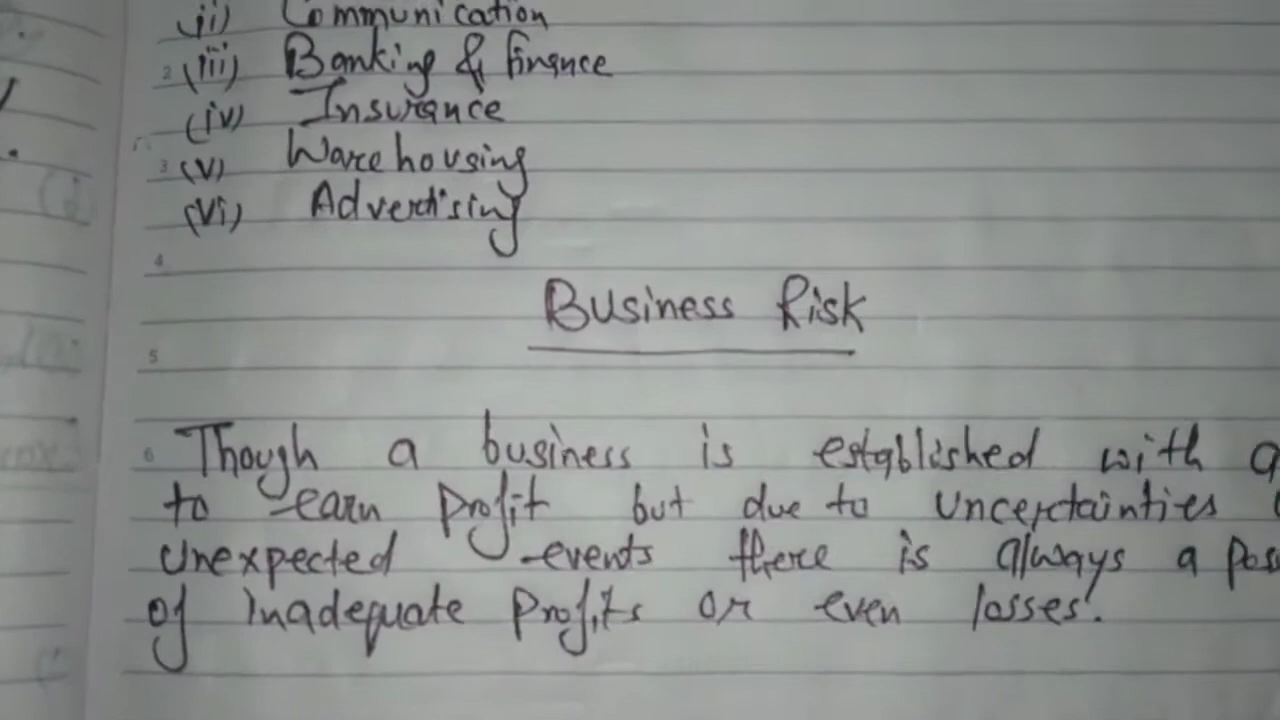 (ii) Communication
(iii) Banking & finance
(iv) Insurance
(v) Warehousing
(vi) Advertising
Business Risk
Though a business is established with a
to earn profit but due to uncertainties
unexpected events there is always a pos
of inadequate profits or even losses.